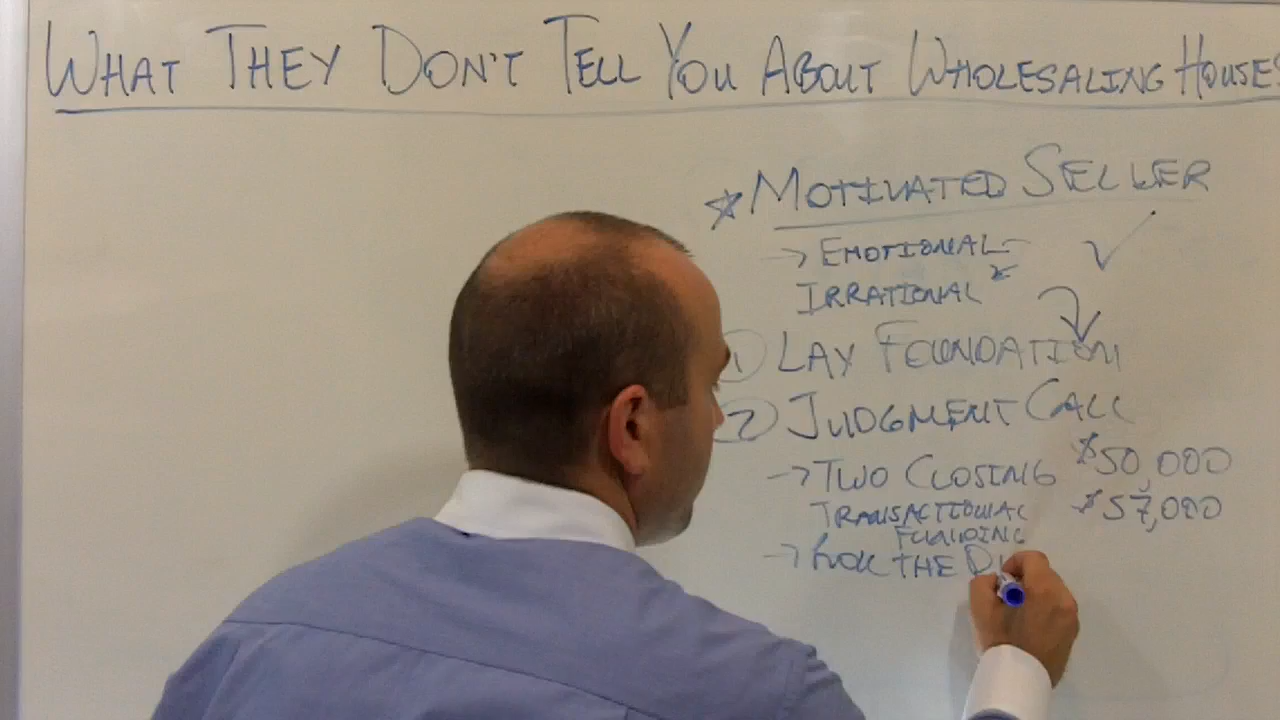 WHAT THEY DON'T TELL YOU ABOUT WHOLESALING HOUSES
* MOTIVATED SELLER
→ EMOTIONAL
IRRATIONAL
1 LAY FOUNDATION
2 JUDGMENT CALL
→ TWO CLOSING $50,000
TRANSACTIONAL $57,000
FUNDING
→ THE D